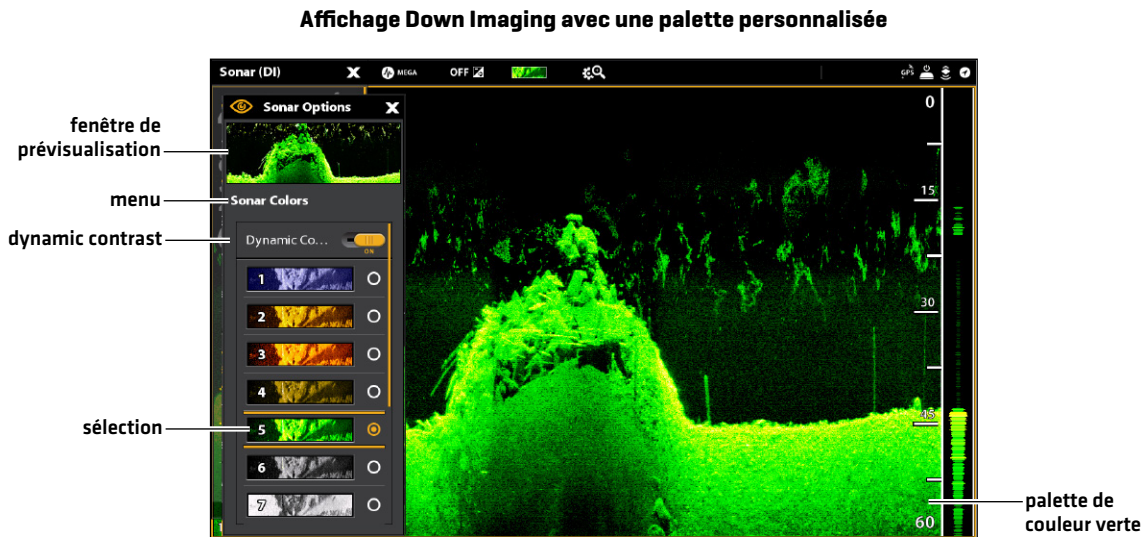 Affichage Down Imaging avec une palette personnalisée
Sonar (DI)
X
MEGA
OFF
GPS
Sonar Options
X
fenêtre de
prévisualisation
menu
Sonar Colors
dynamic contrast
Dynamic Co...
ON
1
2
3
4
sélection
5
6
7
0
15
30
45
60
palette de
couleur verte